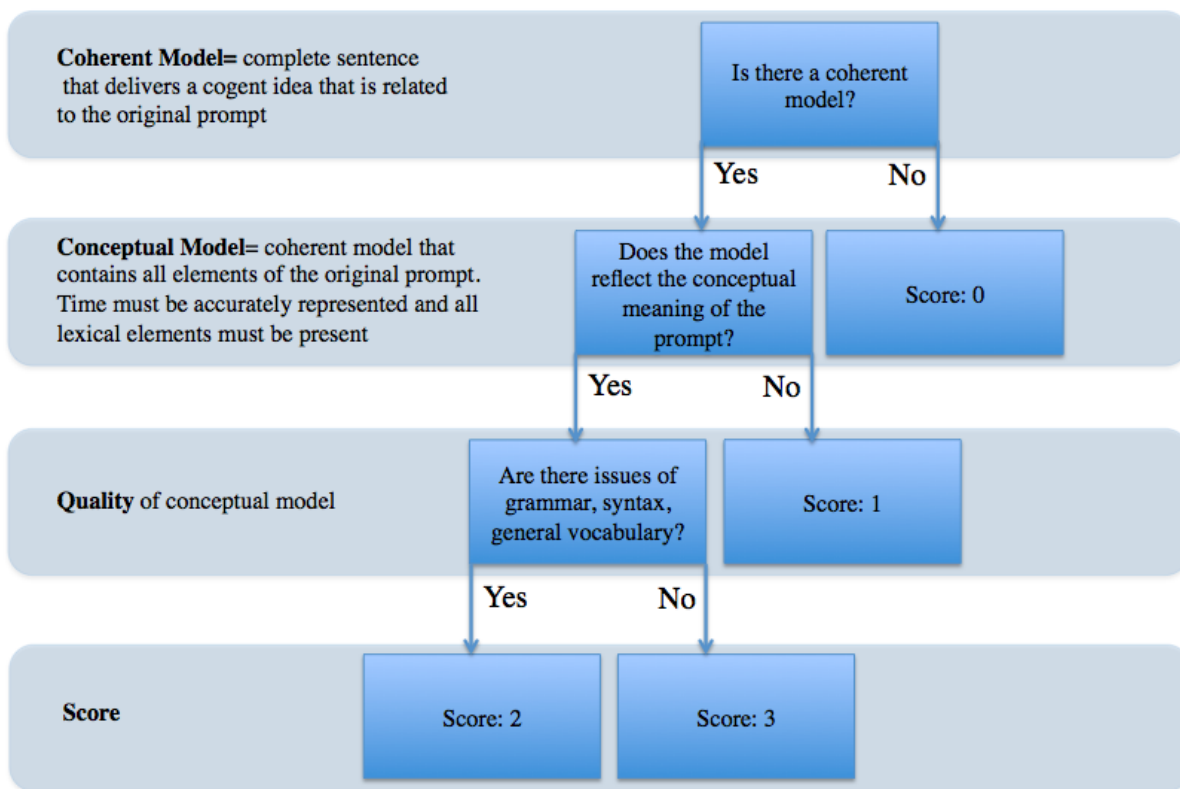 Coherent Model= complete sentence
that delivers a cogent idea that is related
to the original prompt
Is there a coherent
model?
Yes
No
Conceptual Model= coherent model that
contains all elements of the original prompt.
Time must be accurately represented and all
lexical elements must be present
Does the model
reflect the conceptual
meaning of the
prompt?
Score: 0
Yes
No
Quality of conceptual model
Are there issues of
grammar, syntax,
general vocabulary?
Score: 1
Yes
No
Score
Score: 2
Score: 3